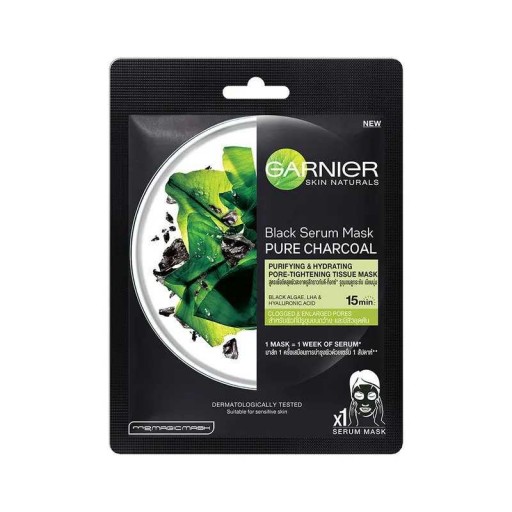 NEW
GARNIER
SKIN NATURALS
Black Serum Mask
PURE CHARCOAL
PURIFYING & HYDRATING
PORE-TIGHTENING TISSUE MASK
BLACK ALGAE, LHA &
HYALURONIC ACID
15min
CLOGGED & ENLARGED PORES
1 MASK = 1 WEEK OF SERUM*
DERMATOLOGICALLY TESTED
Suitable for sensitive skin
x1
SERUM MASK